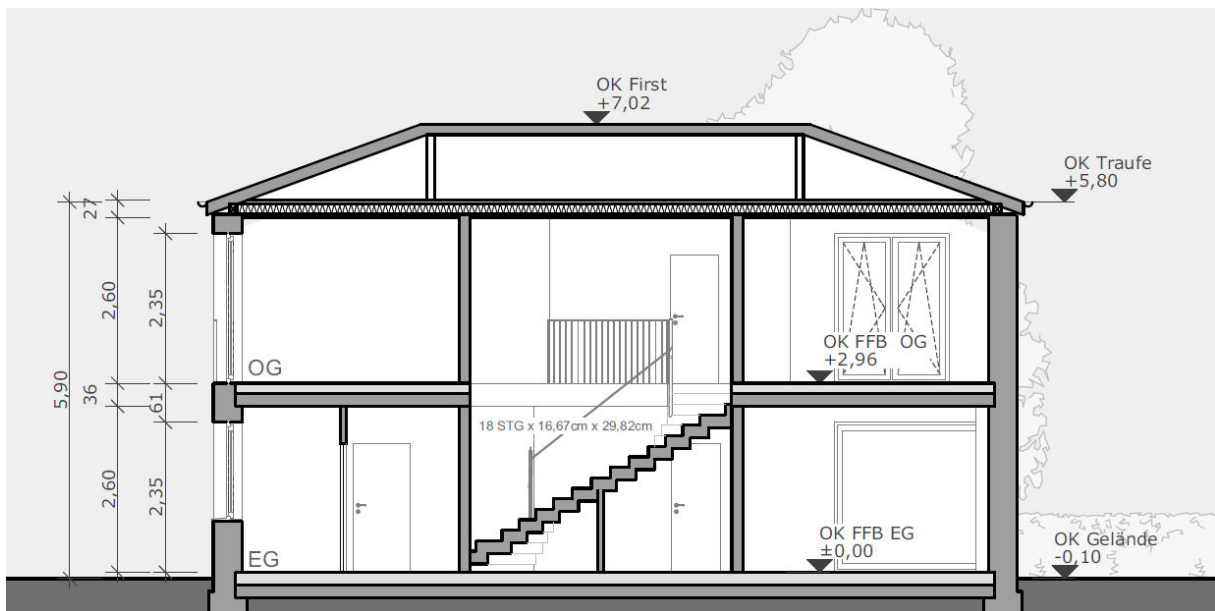 OK First
+7,02
OK Traufe
+5,80
27
2,60
2,35
OK FFB OG
+2,96
OG
5,90
36
61
18 STG x 16,67cm x 29,82cm
2,60
2,35
OK FFB EG
±0,00
OK Gelände
-0,10
EG